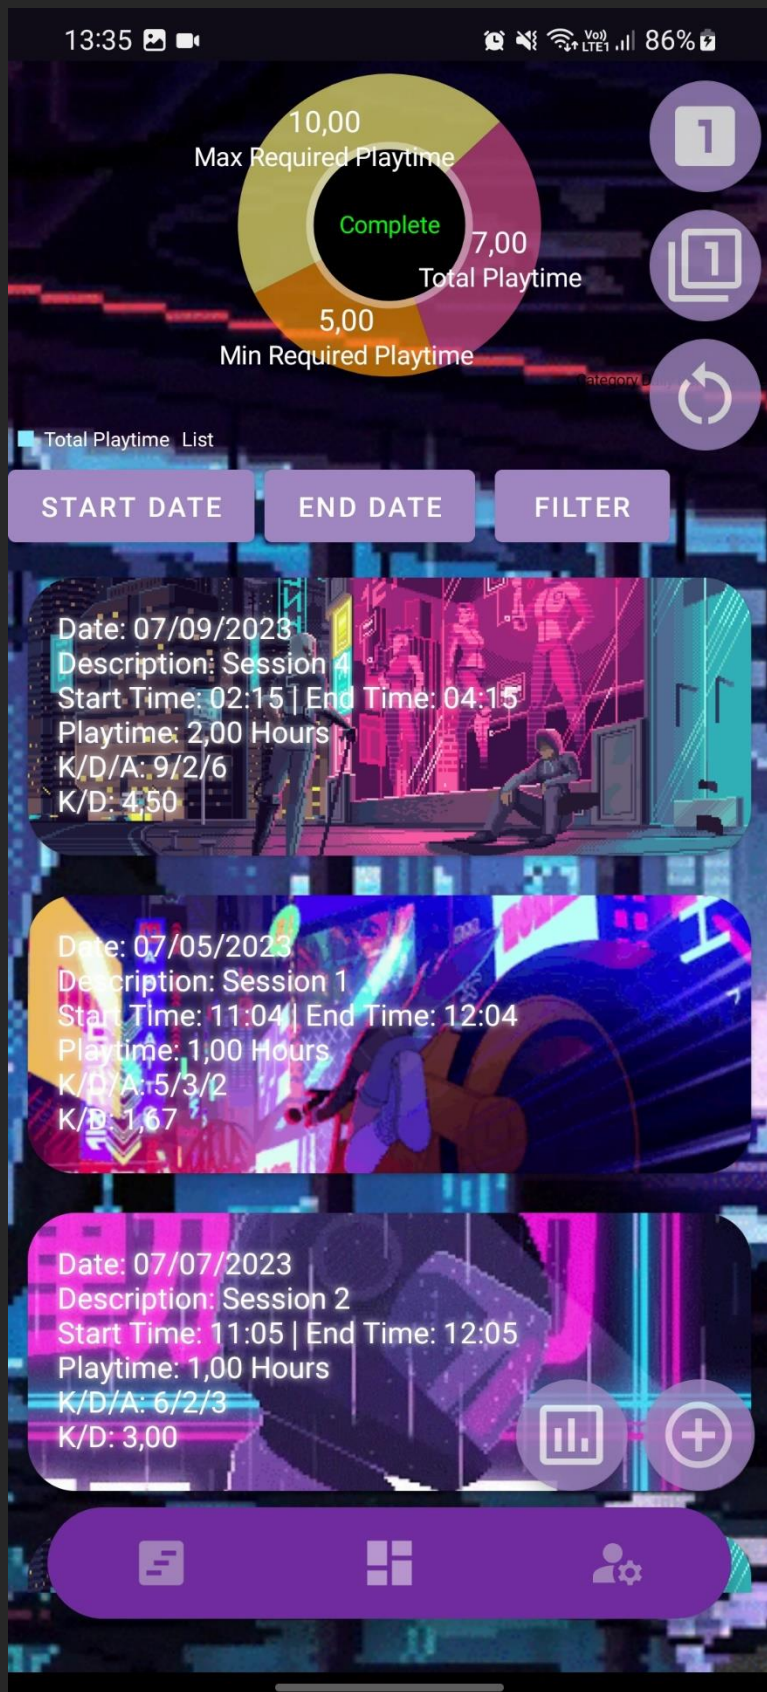 13:35
Vo))
LTE1
86%
10,00
Max Required Playtime
Complete
7,00
Total Playtime
5,00
Min Required Playtime
1
1
Category
Total Playtime List
START DATE
END DATE
FILTER
Date: 07/09/2023
Description: Session 4
Start Time: 02:15 | End Time: 04:15
Playtime: 2,00 Hours
K/D/A: 9/2/6
K/D: 4,50
Date: 07/05/2023
Description: Session 1
Start Time: 11:04 | End Time: 12:04
Playtime: 1,00 Hours
K/D/A: 5/3/2
K/D: 1,67
Date: 07/07/2023
Description: Session 2
Start Time: 11:05 | End Time: 12:05
Playtime: 1,00 Hours
K/D/A: 6/2/3
K/D: 3,00